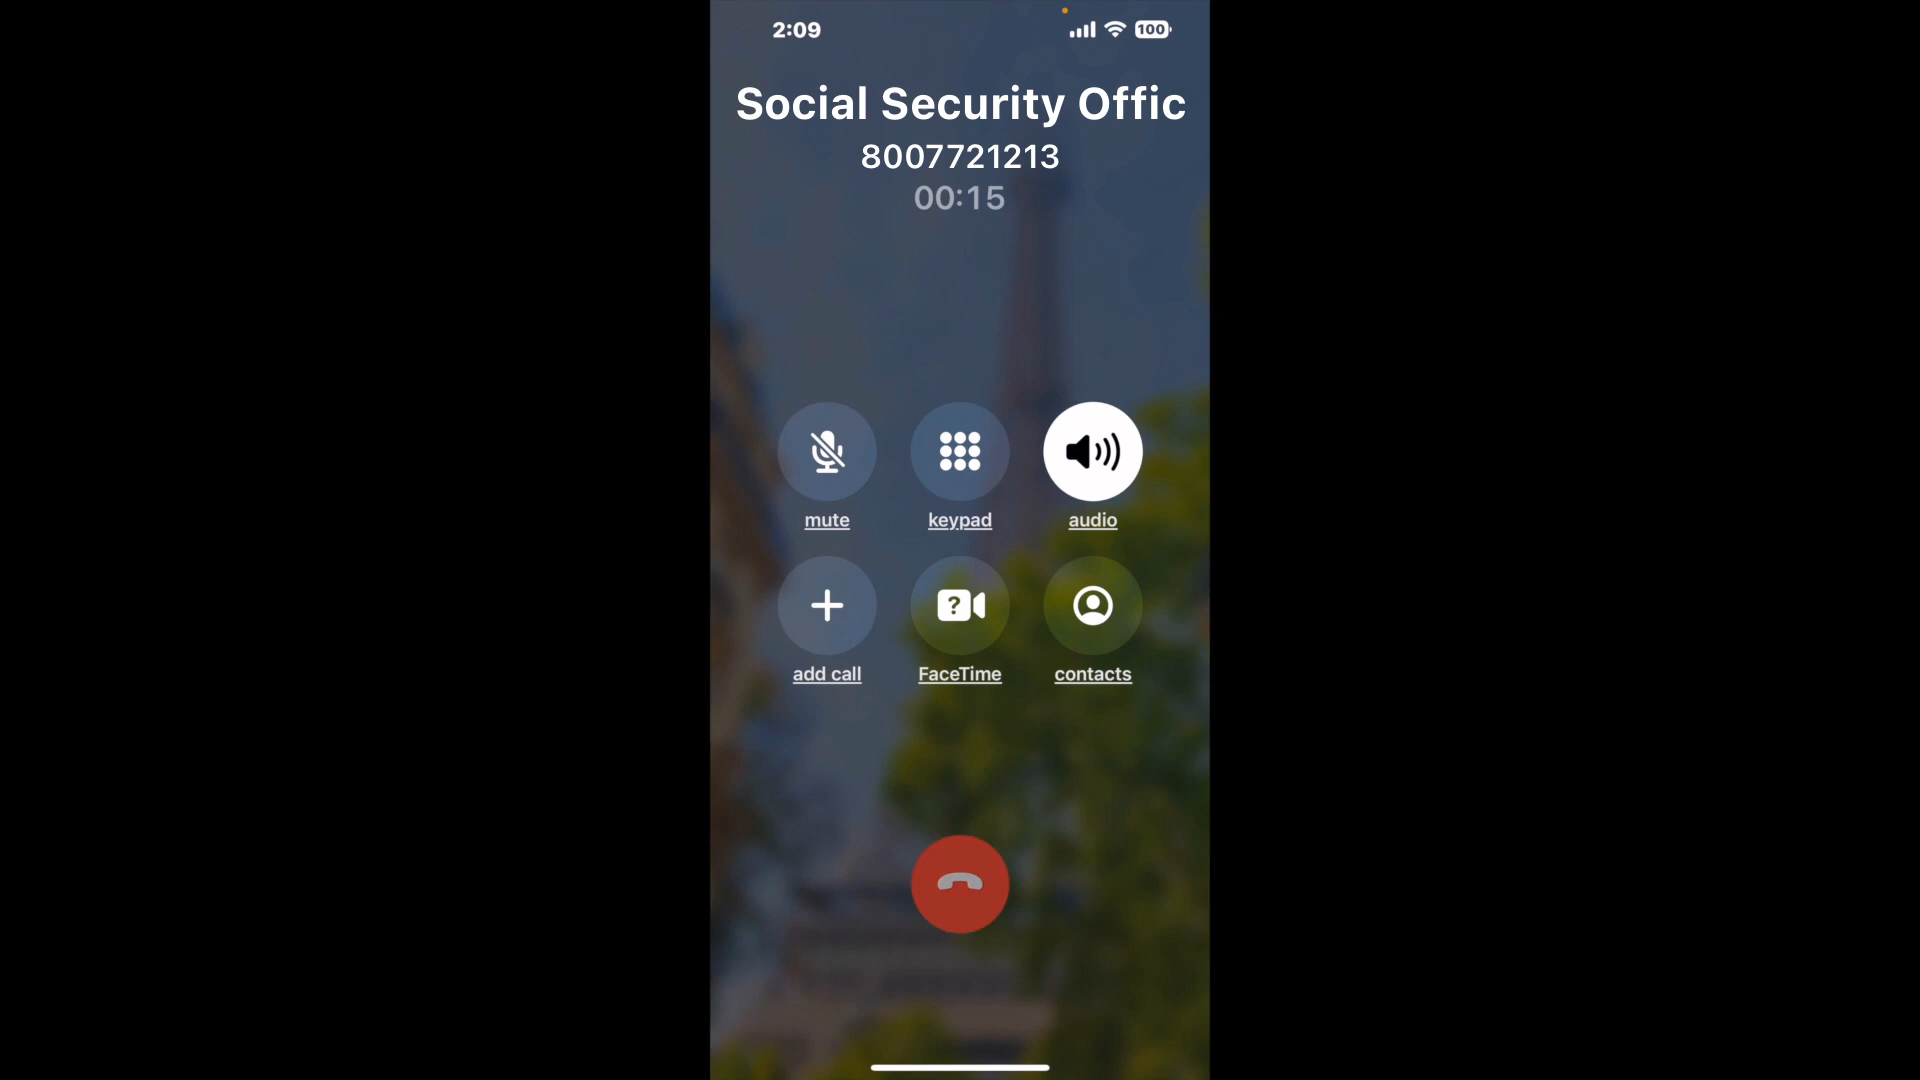 2:09
100
Social Security Offic
8007721213
00:15
mute
keypad
audio
?
add call
FaceTime
contacts